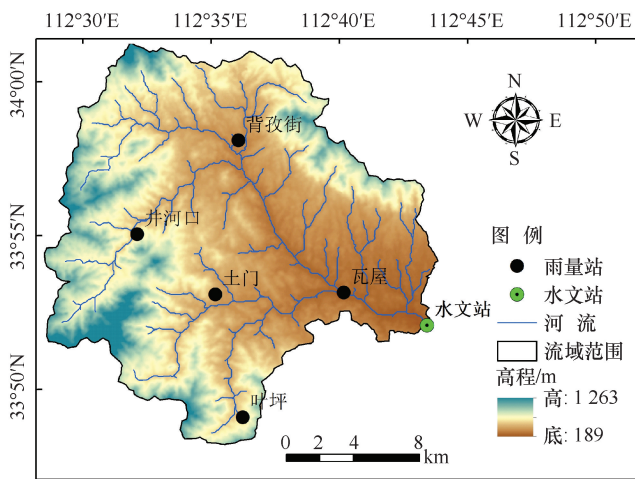 112°30′E 112°35′E 112°40′E 112°45′E 112°50′E
34°00′N
33°55′N
33°50′N
N
W E
S
背孜街
井河口
土门
瓦屋
水文站
叶坪
图 例
雨量站
水文站
河 流
流域范围
高程/m
高: 1 263
底: 189
0 2 4 8
km